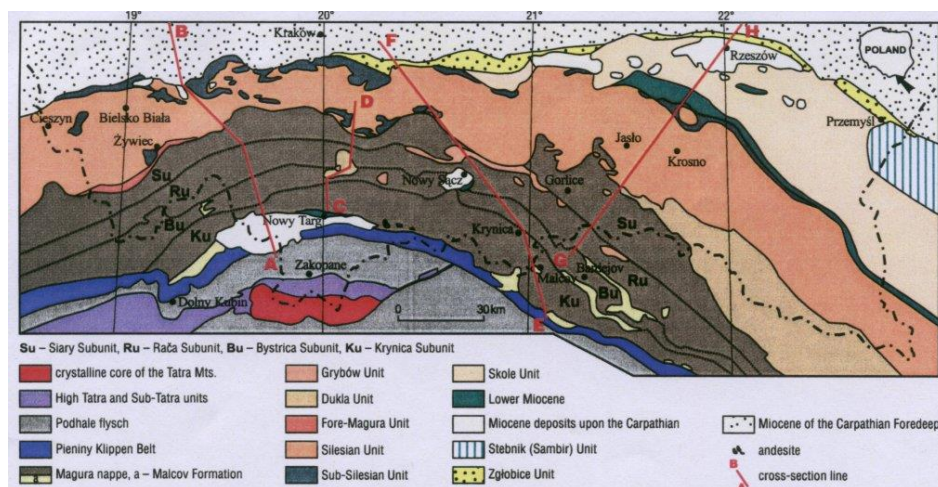 19°
20°
21°
22°
B
Kraków
F
H
Rzeszów
POLAND
D
Cieszyn
Bielsko Biała
Żywiec
Przemyśl
Jasło
Krosno
Su
Ru
Bu
Ku
Nowy Sącz
Gorlice
C
Nowy Targ
Krynica
Su
G
A
Zakopane
Malcov
Bardejov
Ru
Bu
Ku
Dolny Kubin
0
30km
E
Su – Siary Subunit, Ru – Rača Subunit, Bu – Bystrica Subunit, Ku – Krynica Subunit
crystalline core of the Tatra Mts.
Grybów Unit
Skole Unit
High Tatra and Sub-Tatra units
Dukla Unit
Lower Miocene
Podhale flysch
Fore-Magura Unit
Miocene deposits upon the Carpathian
Miocene of the Carpathian Foredeep
Pieniny Klippen Belt
Silesian Unit
Stebnik (Sambir) Unit
andesite
a
Magura nappe, a – Malcov Formation
Sub-Silesian Unit
Zgłobice Unit
B
cross-section line